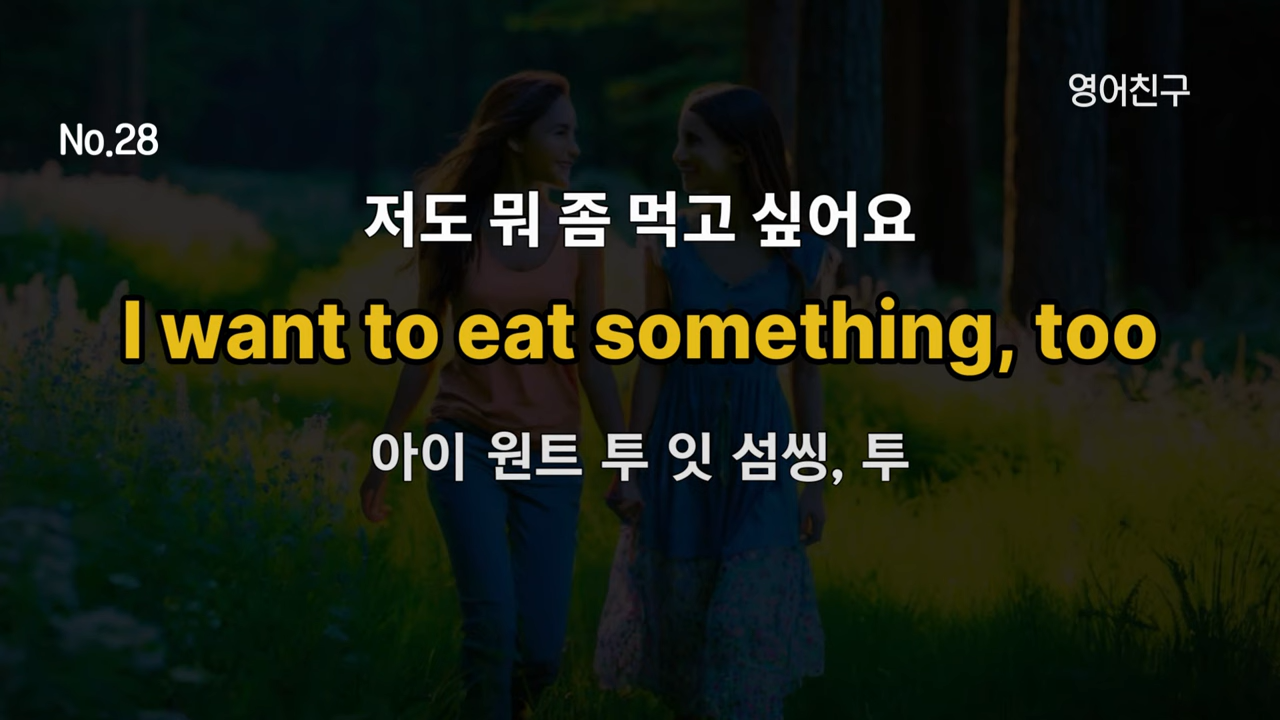 영어친구
No.28
저도 뭐 좀 먹고 싶어요
I want to eat something, too
아이 원트 투 잇 섬씽, 투